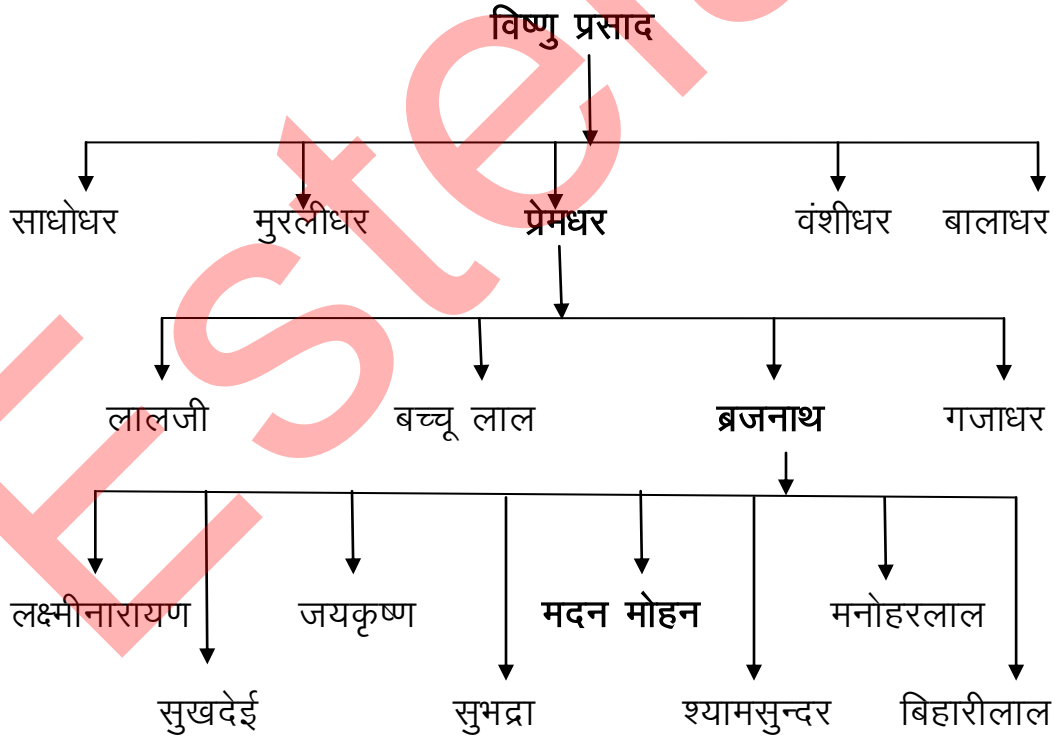 विष्णु प्रसाद
साधोधर मुरलीधर प्रेमधर वंशीधर बालाधर
लालजी बच्चू लाल ब्रजनाथ गजाधर
लक्ष्मीनारायण जयकृष्ण मदन मोहन मनोहरलाल
सुखदेई सुभद्रा श्यामसुन्दर बिहारीलाल